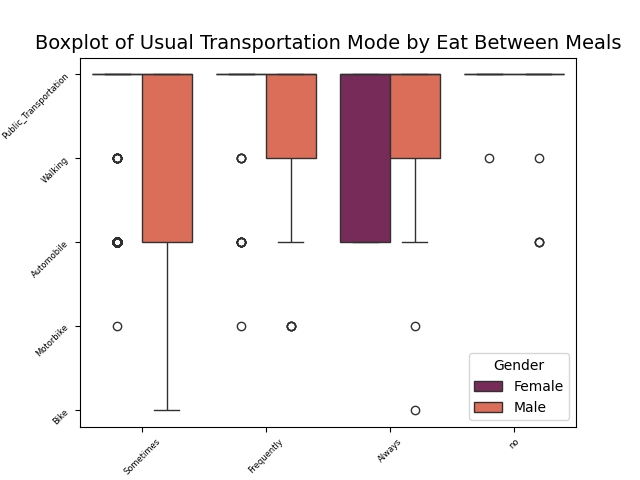 Boxplot of Usual Transportation Mode by Eat Between Meals
Public_Transportation
Walking
Automobile
Motorbike
Bike
Gender
Female
Male
Sometimes
Frequently
Always
no